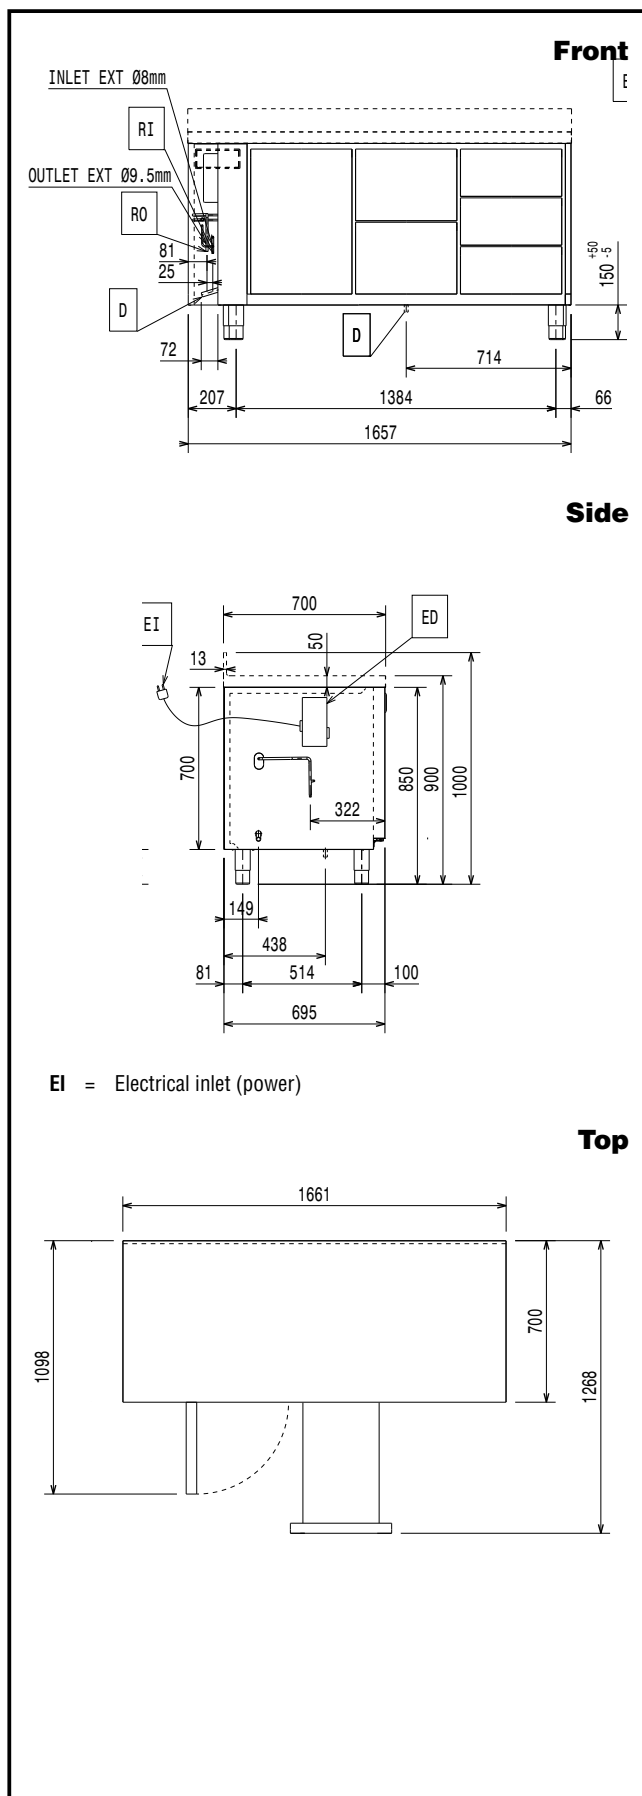 Front
INLET EXT Ø8mm
E
RI
OUTLET EXT Ø9.5mm
RO
81
25
+50
150 -5
D
D
72
714
207
1384
66
1657
Side
700
ED
EI
50
13
700
850
900
1000
322
149
438
81
514
100
695
EI = Electrical inlet (power)
Top
1661
1098
700
1268